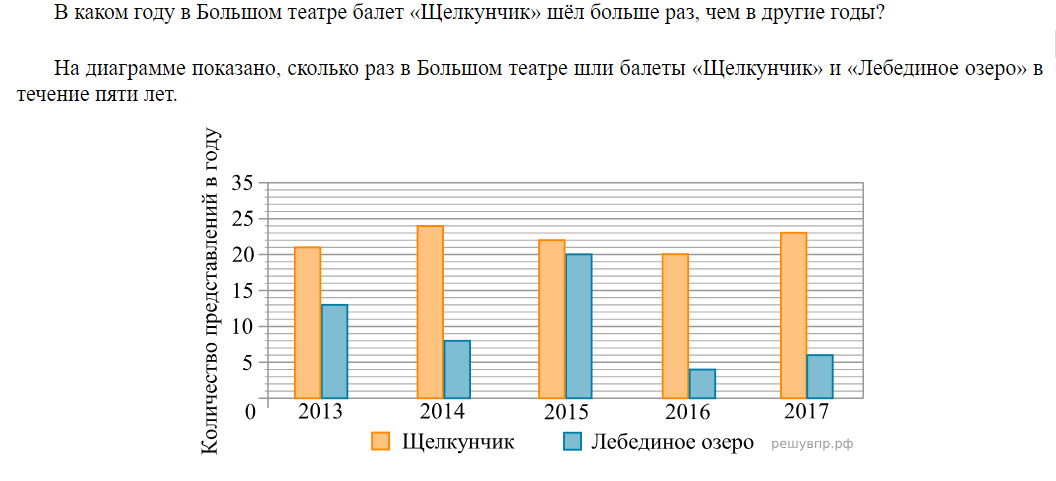 В каком году в Большом театре балет «Щелкунчик» шёл больше раз, чем в другие годы?
На диаграмме показано, сколько раз в Большом театре шли балеты «Щелкунчик» и «Лебединое озеро» в
течение пяти лет.
Количество представлений в году
35
25
20
15
10
5
0
2013 2014 2015 2016 2017
Щелкунчик Лебединое озеро решувпр.рф